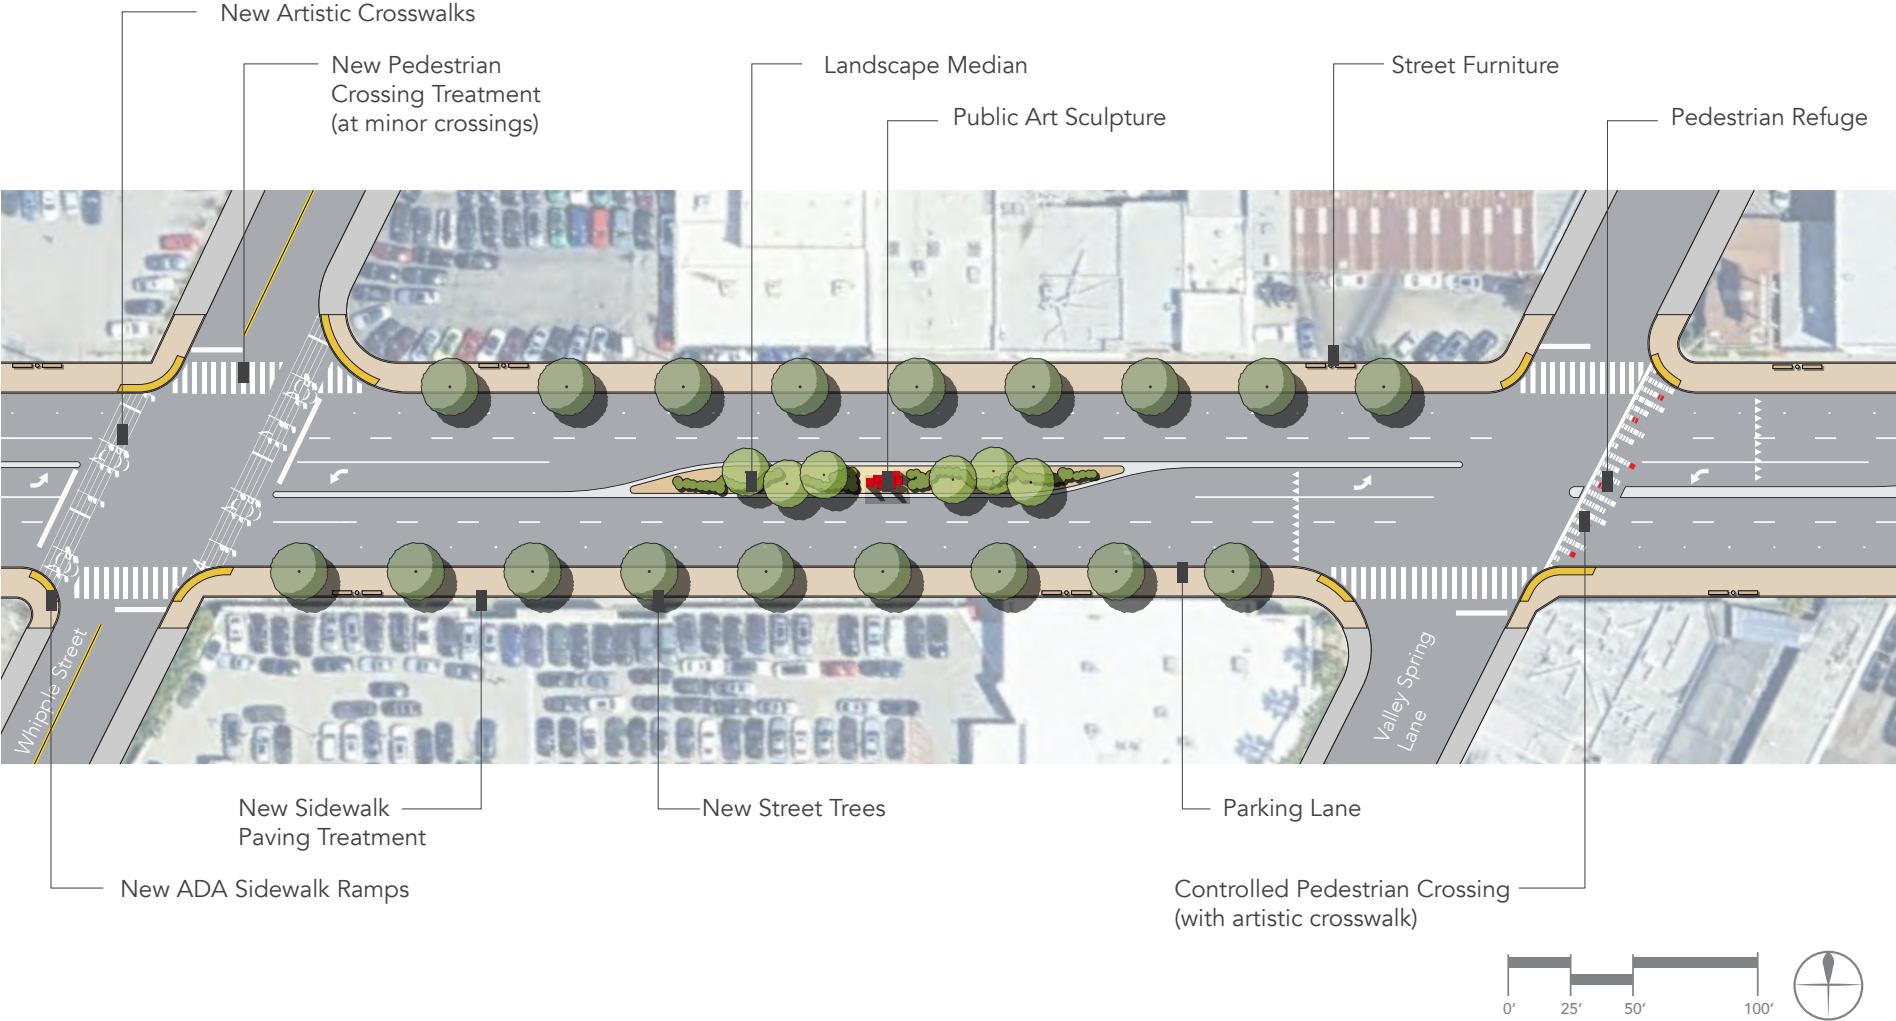 New Artistic Crosswalks
New Pedestrian
Crossing Treatment
(at minor crossings)
Landscape Median
Public Art Sculpture
Street Furniture
Pedestrian Refuge
Whipple Street
Valley Spring
Lane
New Sidewalk
Paving Treatment
New Street Trees
Parking Lane
New ADA Sidewalk Ramps
Controlled Pedestrian Crossing
(with artistic crosswalk)
0' 25' 50' 100'